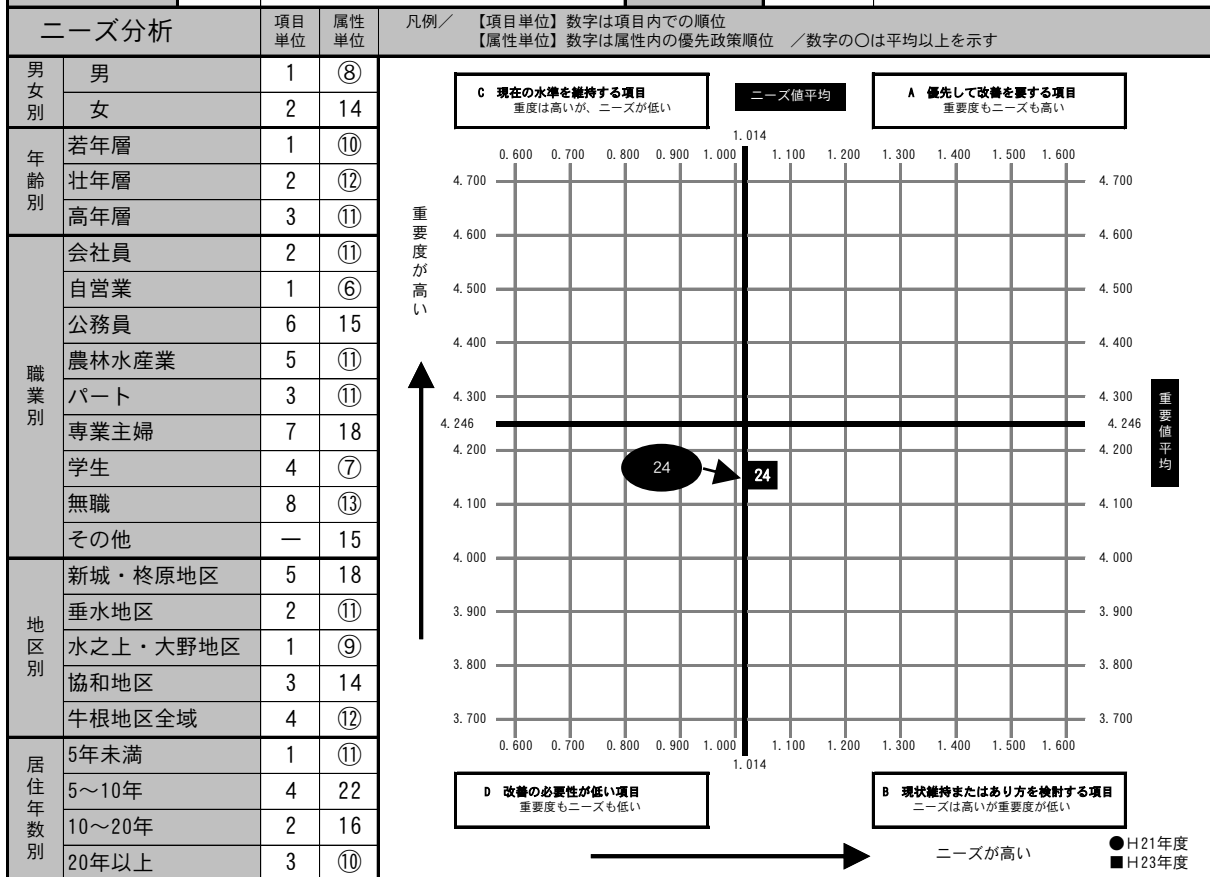 ニーズ分析 項目単位 属性単位 凡例／ 【項目単位】数字は項目内での順位
【属性単位】数字は属性内の優先政策順位 ／数字の○は平均以上を示す
男女別
男 1 ⑧
女 2 14
年齢別
若年層 1 ⑩
壮年層 2 ⑫
高年層 3 ⑪
職業別
会社員 2 ⑪
自営業 1 ⑥
公務員 6 15
農林水産業 5 ⑪
パート 3 ⑪
専業主婦 7 18
学生 4 ⑦
無職 8 ⑬
その他 — 15
地区別
新城・柊原地区 5 18
垂水地区 2 ⑪
水之上・大野地区 1 ⑨
協和地区 3 14
牛根地区全域 4 ⑫
居住年数別
5年未満 1 ⑪
5〜10年 4 22
10〜20年 2 16
20年以上 3 ⑩
C 現在の水準を維持する項目
重度は高いが、ニーズが低い
ニーズ値平均
A 優先して改善を要する項目
重要度もニーズも高い
1.014
0.600 0.700 0.800 0.900 1.000 1.100 1.200 1.300 1.400 1.500 1.600
4.700 4.700
重要度が高い
4.600 4.600
4.500 4.500
4.400 4.400
4.300 4.300
4.246 4.246
重要値平均
4.200 4.200
24 24
4.100 4.100
4.000 4.000
3.900 3.900
3.800 3.800
3.700 3.700
0.600 0.700 0.800 0.900 1.000 1.100 1.200 1.300 1.400 1.500 1.600
1.014
D 改善の必要性が低い項目
重要度もニーズも低い
B 現状維持またはあり方を検討する項目
ニーズは高いが重要度が低い
ニーズが高い
●H21年度
■H23年度